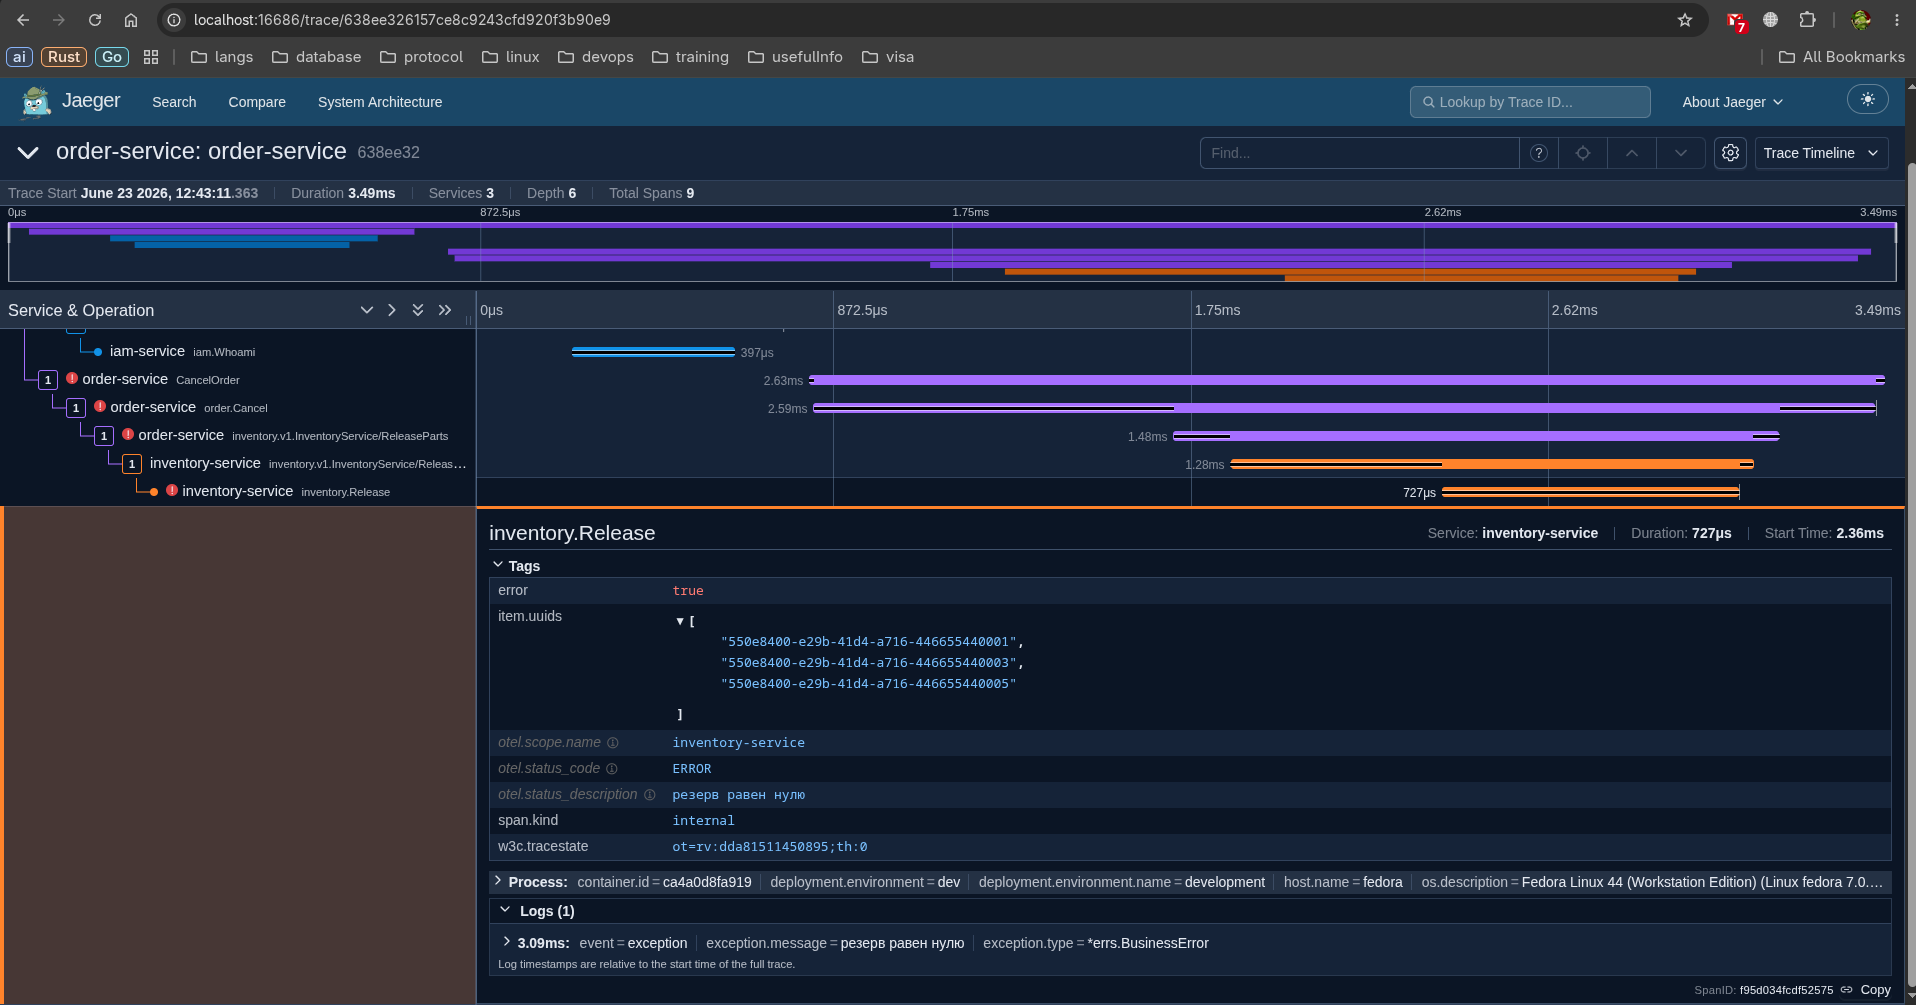 localhost:16686/trace/638ee326157ce8c9243cfd920f3b90e9
7
ai Rust Go langs database protocol linux devops training usefulInfo visa All Bookmarks
Jaeger Search Compare System Architecture Lookup by Trace ID... About Jaeger
order-service: order-service 638ee32 Find... Trace Timeline
Trace Start June 23 2026, 12:43:11.363 Duration 3.49ms Services 3 Depth 6 Total Spans 9
0μs 872.5μs 1.75ms 2.62ms 3.49ms
Service & Operation 0μs 872.5μs 1.75ms 2.62ms 3.49ms
iam-service iam.Whoami 397μs
1 order-service CancelOrder 2.63ms
1 order-service order.Cancel 2.59ms
1 order-service inventory.v1.InventoryService/ReleaseParts 1.48ms
1 inventory-service inventory.v1.InventoryService/Releas... 1.28ms
inventory-service inventory.Release 727μs
inventory.Release Service: inventory-service Duration: 727μs Start Time: 2.36ms
Tags
error true
item.uuids [
"550e8400-e29b-41d4-a716-446655440001",
"550e8400-e29b-41d4-a716-446655440003",
"550e8400-e29b-41d4-a716-446655440005"
]
otel.scope.name inventory-service
otel.status_code ERROR
otel.status_description резерв равен нулю
span.kind internal
w3c.tracestate ot=rv:dda81511450895;th:0
Process: container.id = ca4a0d8fa919 deployment.environment = dev deployment.environment.name = development host.name = fedora os.description = Fedora Linux 44 (Workstation Edition) (Linux fedora 7.0....
Logs (1)
3.09ms: event = exception exception.message = резерв равен нулю exception.type = *errs.BusinessError
Log timestamps are relative to the start time of the full trace.
SpanID: f95d034fcdf52575 Copy